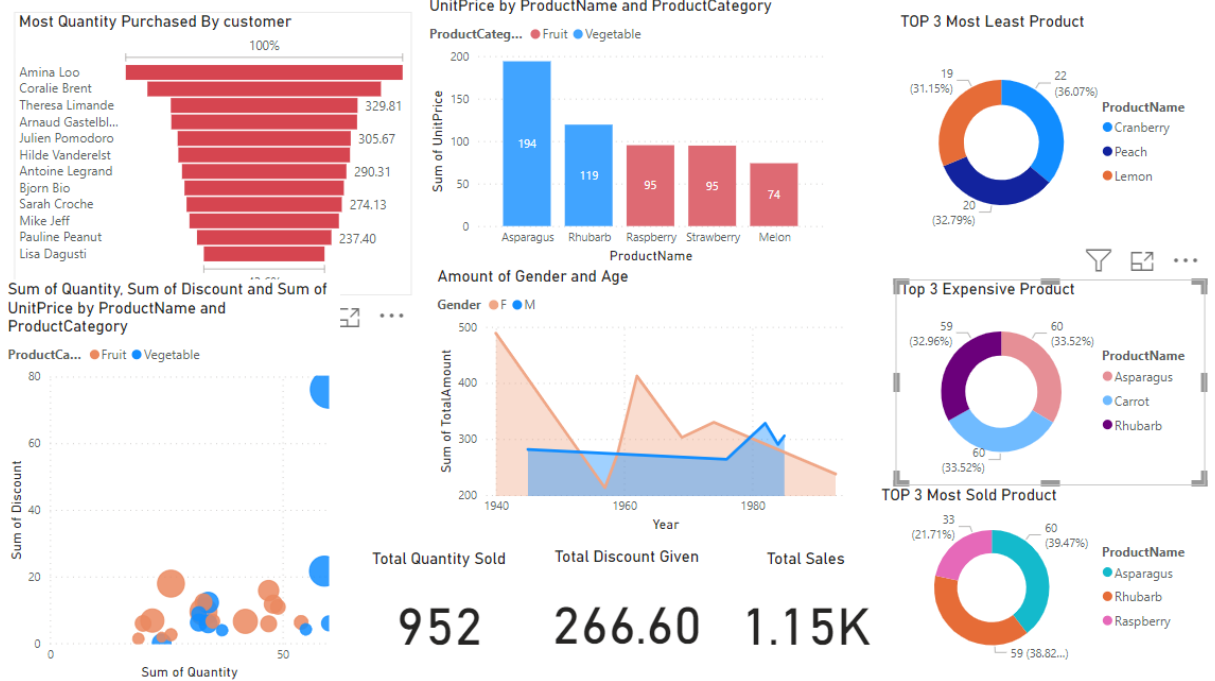 Most Quantity Purchased By customer
100%
Amina Loo
Coralie Brent
Theresa Limande
329.81
Arnaud Gastelbl...
Julien Pomodoro
305.67
Hilde Vanderelst
Antoine Legrand
290.31
Bjorn Bio
Sarah Croche
274.13
Mike Jeff
Pauline Peanut
237.40
Lisa Dagusti
UnitPrice by ProductName and ProductCategory
ProductCateg...
Fruit
Vegetable
Sum of UnitPrice
200
150
100
50
0
194
119
95
95
74
Asparagus
Rhubarb
Raspberry
Strawberry
Melon
ProductName
TOP 3 Most Least Product
19
(31.15%)
22
(36.07%)
20
(32.79%)
ProductName
Cranberry
Peach
Lemon
Sum of Quantity, Sum of Discount and Sum of
UnitPrice by ProductName and
ProductCategory
ProductCa...
Fruit
Vegetable
Sum of Discount
80
60
40
20
0
0
50
Sum of Quantity
Amount of Gender and Age
Gender
F
M
Sum of TotalAmount
500
400
300
200
1940
1960
1980
Year
Top 3 Expensive Product
59
(32.96%)
60
(33.52%)
60
(33.52%)
ProductName
Asparagus
Carrot
Rhubarb
TOP 3 Most Sold Product
33
(21.71%)
60
(39.47%)
59 (38.82...)
ProductName
Asparagus
Rhubarb
Raspberry
Total Quantity Sold
952
Total Discount Given
266.60
Total Sales
1.15K